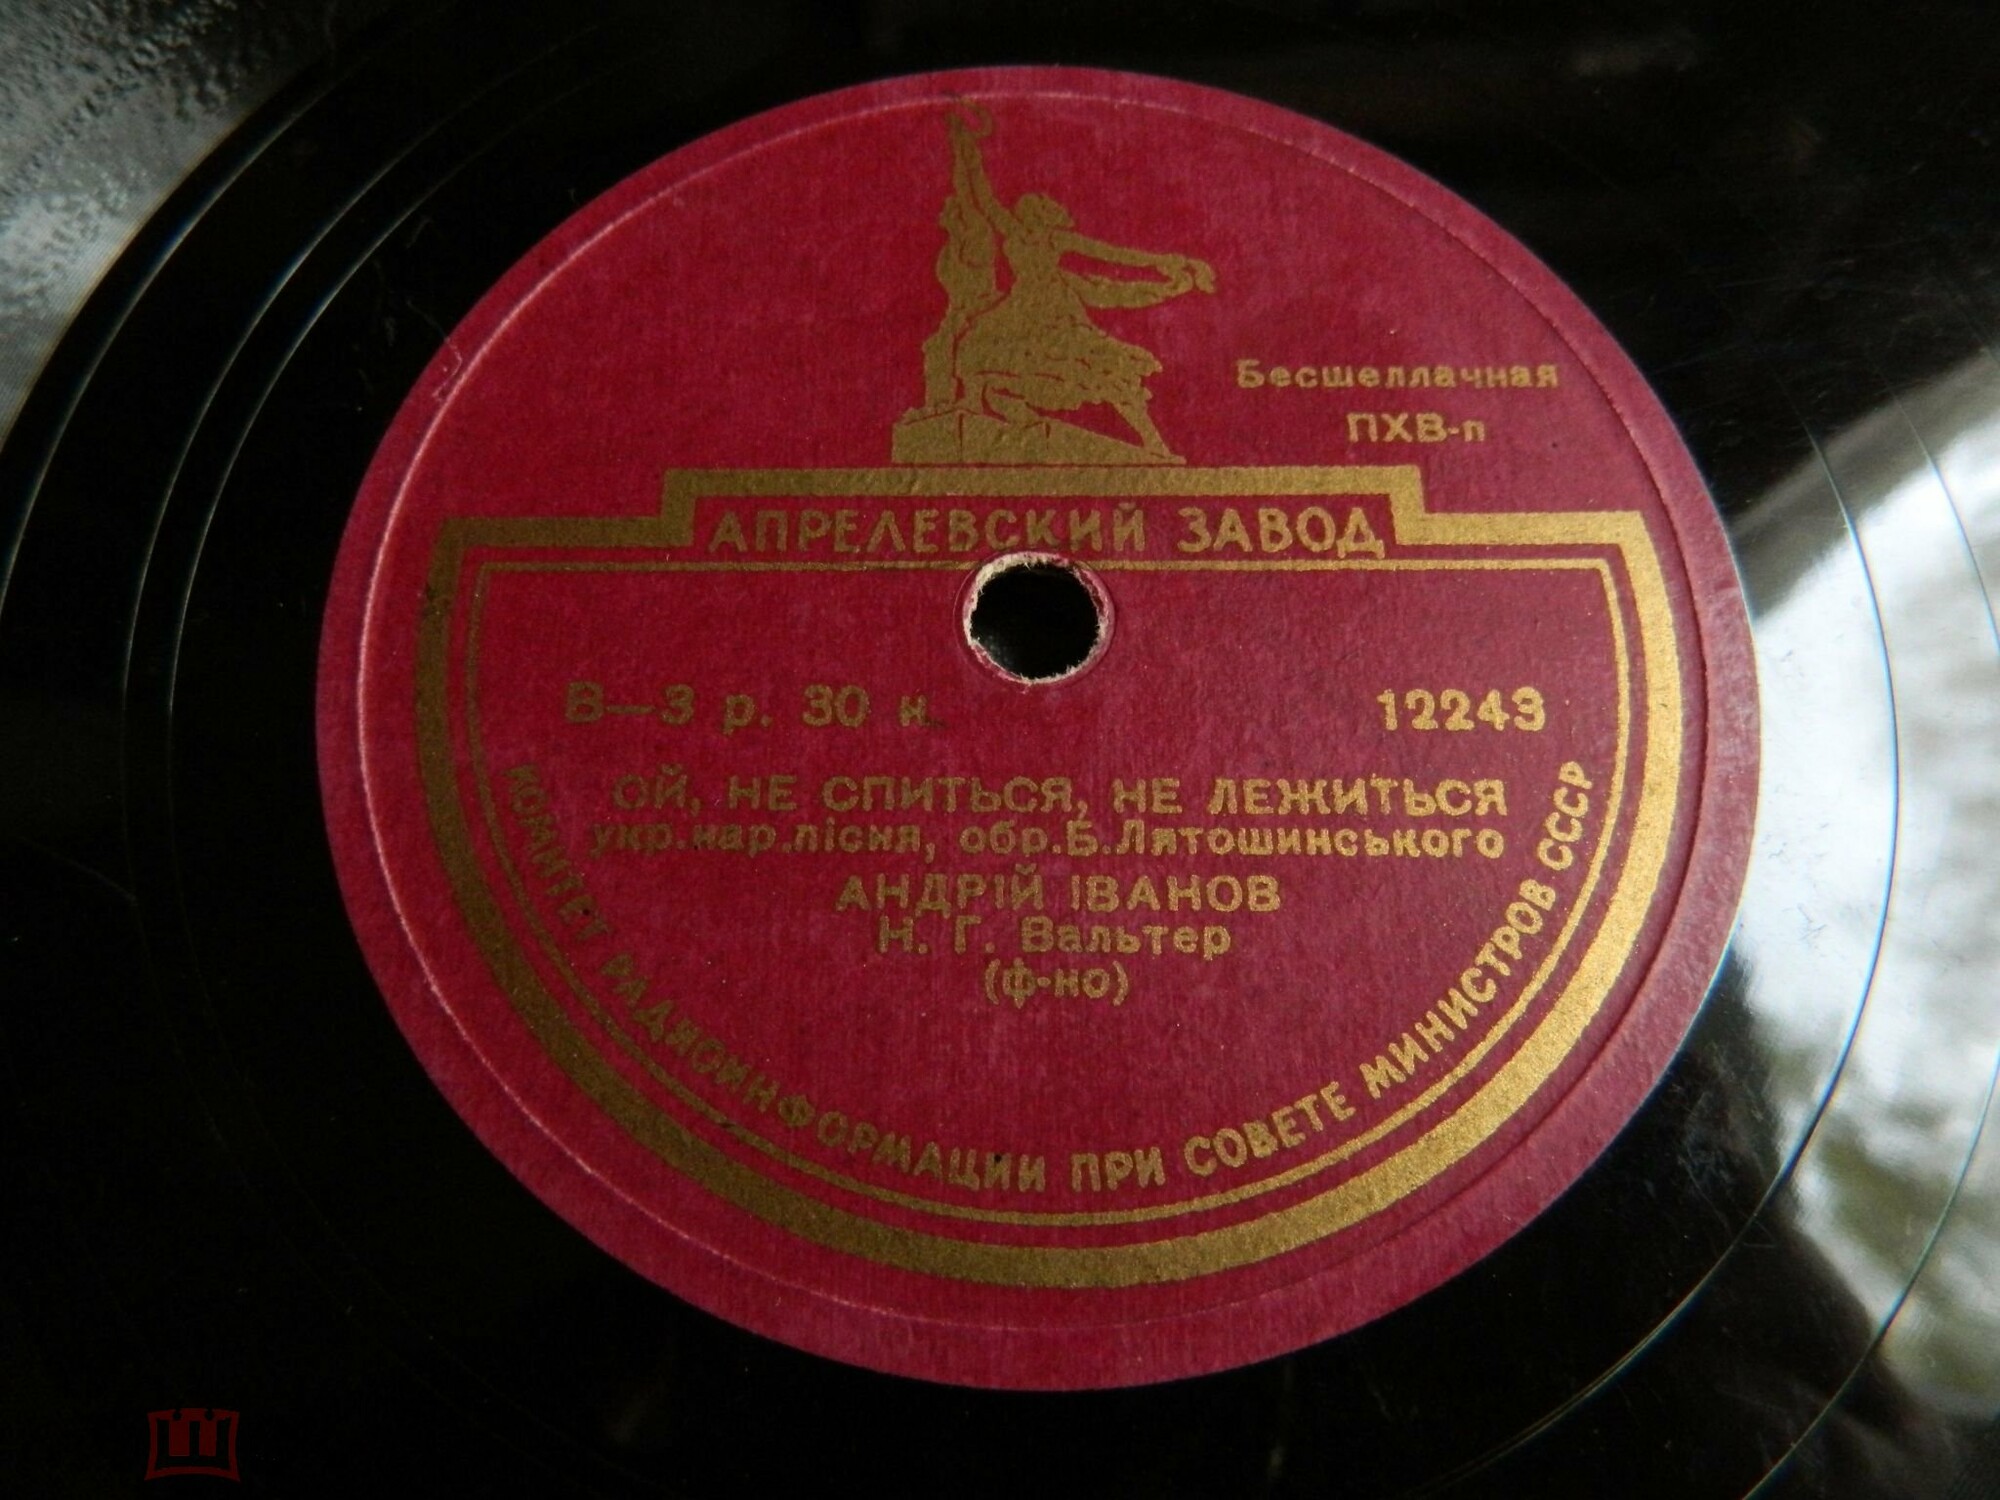 Бесшеллачная
ПХВ-п
АПРЕЛЕВСКИЙ ЗАВОД
В—3 р. 30 к.
12243
ОЙ, НЕ СПИТЬСЯ, НЕ ЛЕЖИТЬСЯ
укр.нар.пісня, обр.Б.Лятошинського
АНДРІЙ ІВАНОВ
Н. Г. Вальтер
(ф-но)
КОМИТЕТ РАДИОИНФОРМАЦИИ ПРИ СОВЕТЕ МИНИСТРОВ СССР